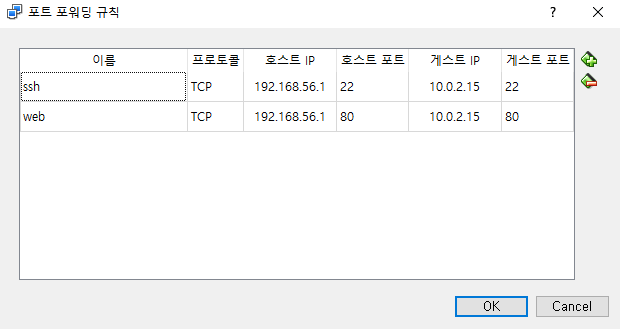 포트 포워딩 규칙
이름 프로토콜 호스트 IP 호스트 포트 게스트 IP 게스트 포트
ssh TCP 192.168.56.1 22 10.0.2.15 22
web TCP 192.168.56.1 80 10.0.2.15 80
OK Cancel